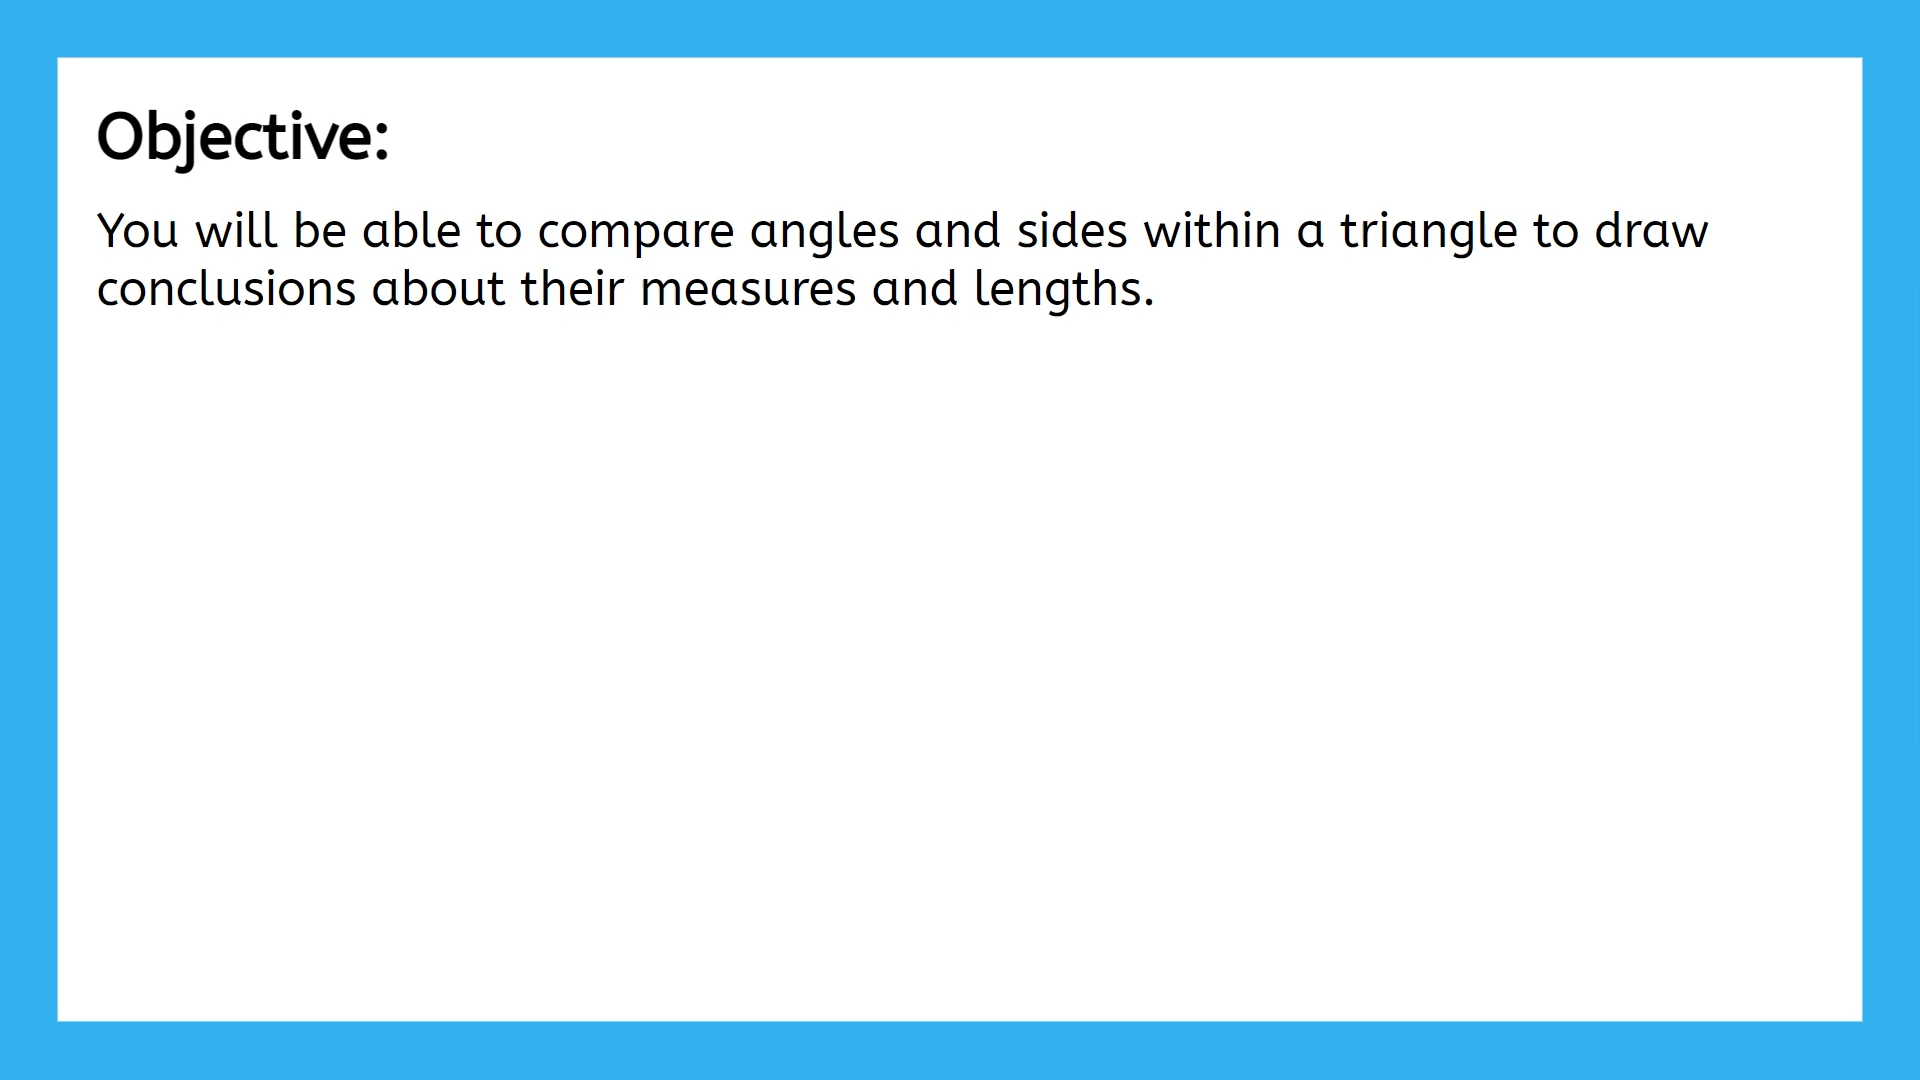 Objective:
You will be able to compare angles and sides within a triangle to draw
conclusions about their measures and lengths.